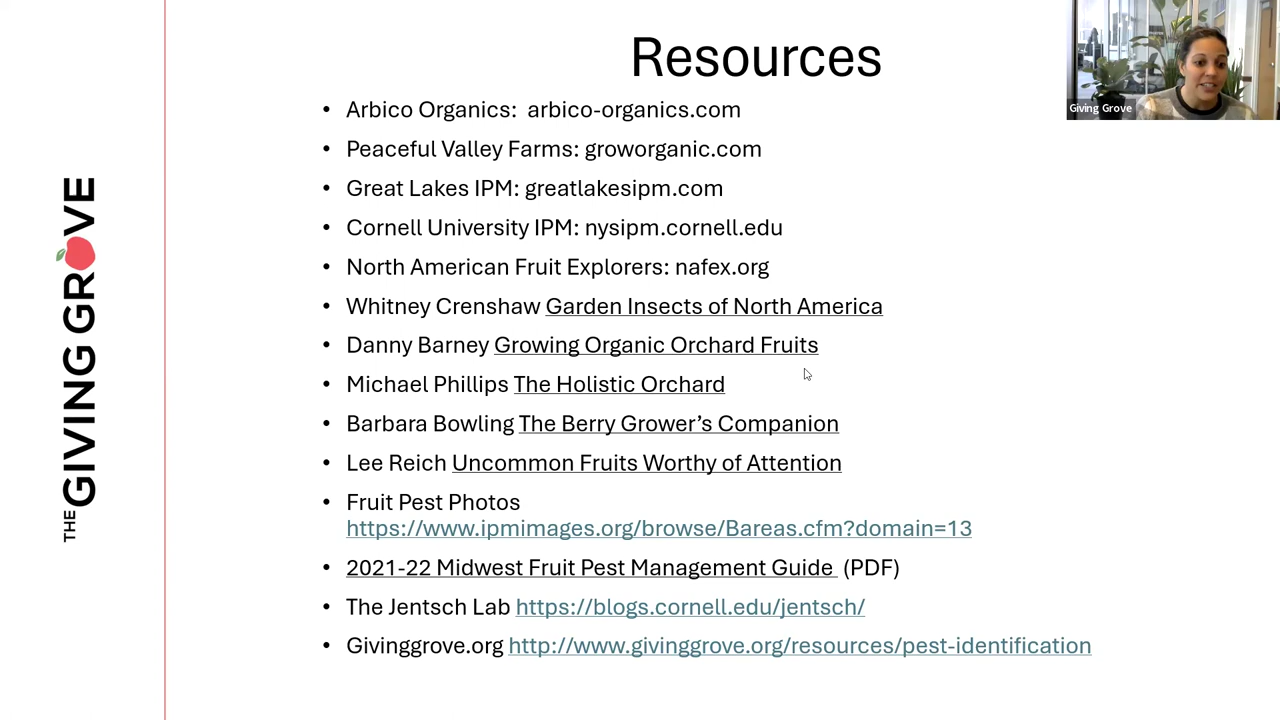 Resources
Giving Grove
THE GIVING GROVE
• Arbico Organics: arbico-organics.com
• Peaceful Valley Farms: groworganic.com
• Great Lakes IPM: greatlakesipm.com
• Cornell University IPM: nysipm.cornell.edu
• North American Fruit Explorers: nafex.org
• Whitney Crenshaw Garden Insects of North America
• Danny Barney Growing Organic Orchard Fruits
• Michael Phillips The Holistic Orchard
• Barbara Bowling The Berry Grower’s Companion
• Lee Reich Uncommon Fruits Worthy of Attention
• Fruit Pest Photos
https://www.ipmimages.org/browse/Bareas.cfm?domain=13
• 2021-22 Midwest Fruit Pest Management Guide (PDF)
• The Jentsch Lab https://blogs.cornell.edu/jentsch/
• Givinggrove.org http://www.givinggrove.org/resources/pest-identification